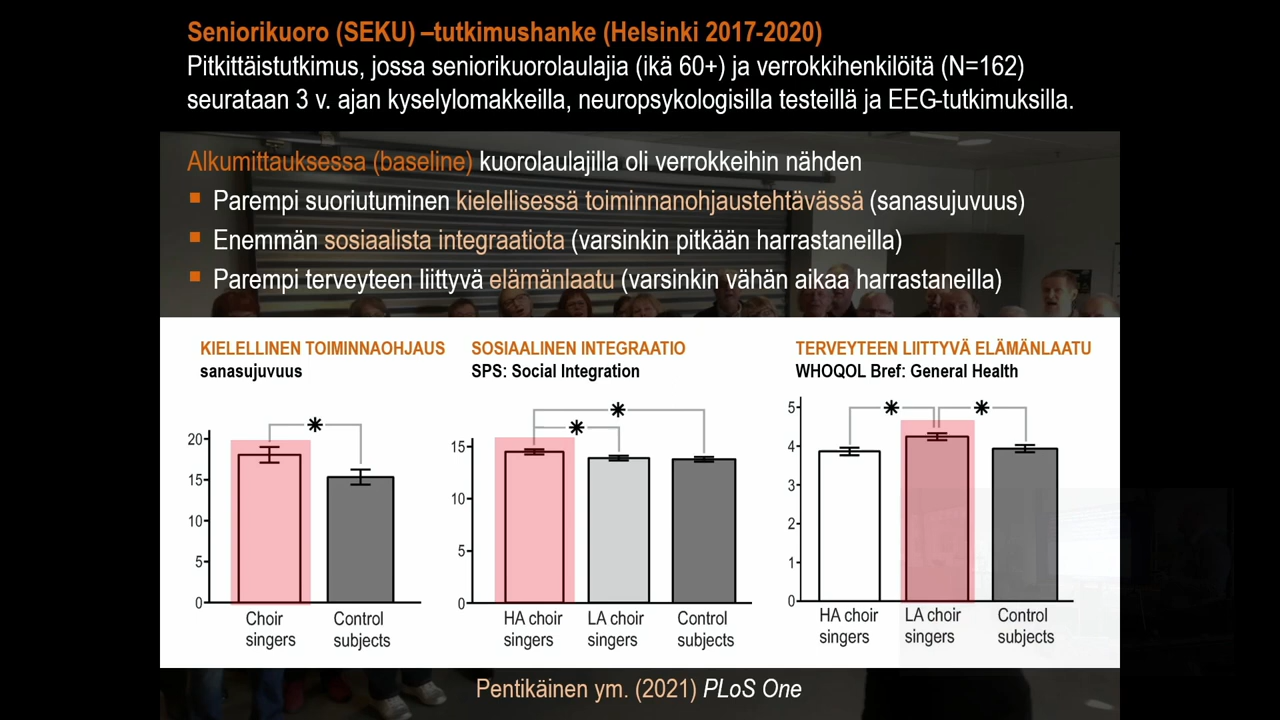 Seniorikuoro (SEKU) –tutkimushanke (Helsinki 2017-2020)
Pitkittäistutkimus, jossa seniorikuorolaulajia (ikä 60+) ja verrokkihenkilöitä (N=162)
seurataan 3 v. ajan kyselylomakkeilla, neuropsykologisilla testeillä ja EEG-tutkimuksilla.
Alkumittauksessa (baseline) kuorolaulajilla oli verrokkeihin nähden
▪ Parempi suoriutuminen kielellisessä toiminnanohjaustehtävässä (sanasujuvuus)
▪ Enemmän sosiaalista integraatiota (varsinkin pitkään harrastaneilla)
▪ Parempi terveyteen liittyvä elämänlaatu (varsinkin vähän aikaa harrastaneilla)
KIELELLINEN TOIMINNAOHJAUS
sanasujuvuus
20
15
10
5
0
Choir
singers
Control
subjects
SOSIAALINEN INTEGRAATIO
SPS: Social Integration
15
10
5
0
HA choir
singers
LA choir
singers
Control
subjects
TERVEYTEEN LIITTYVÄ ELÄMÄNLAATU
WHOQOL Bref: General Health
5
4
3
2
1
0
HA choir
singers
LA choir
singers
Control
subjects
Pentikäinen ym. (2021) PLoS One